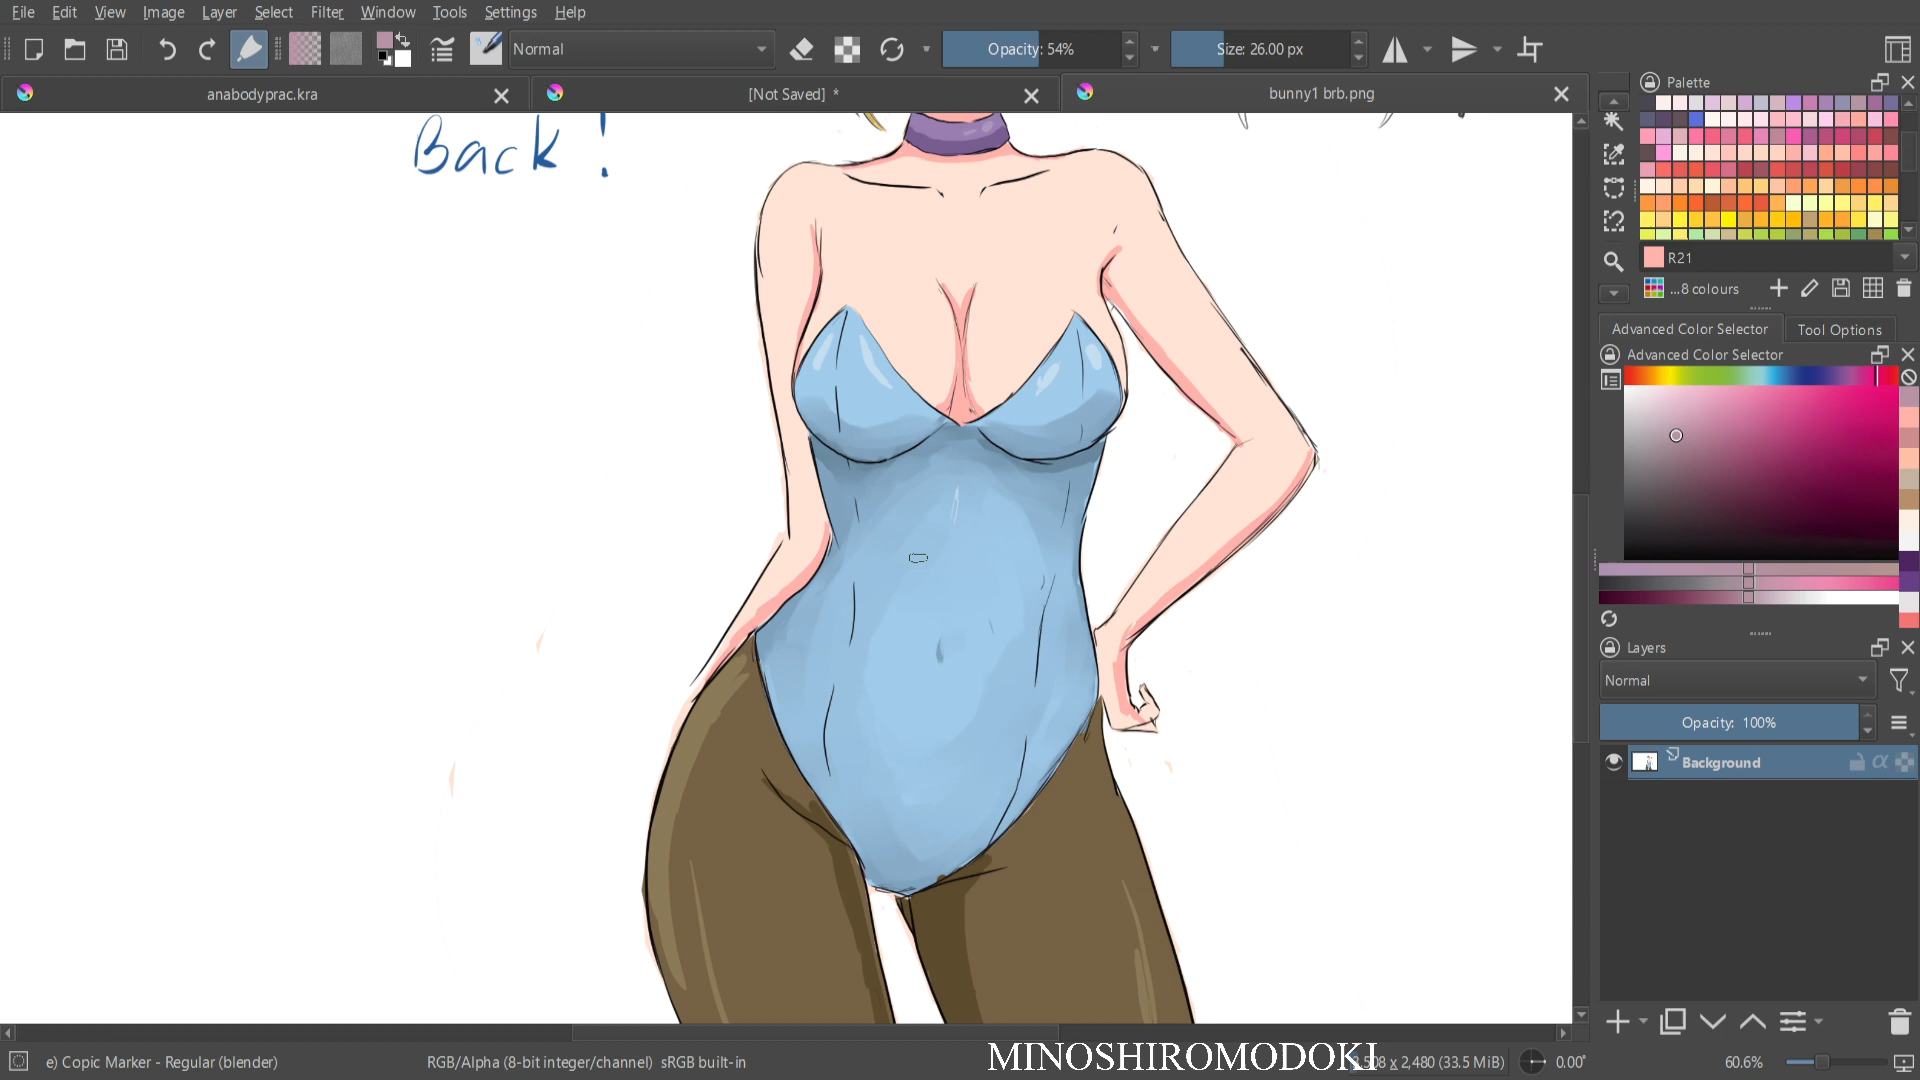 File Edit View Image Layer Select Filter Window Tools Settings Help
Normal
Opacity: 54%
Size: 26.00 px
anabodyprac.kra
[Not Saved] *
bunny1 brb.png
Back !
Palette
R21
...8 colours
Advanced Color Selector
Tool Options
Advanced Color Selector
Layers
Normal
Opacity: 100%
Background
e) Copic Marker - Regular (blender)
RGB/Alpha (8-bit integer/channel) sRGB built-in
MINOSHIROMODOKI
x 2,480 (33.5 MiB)
0.00°
60.6%